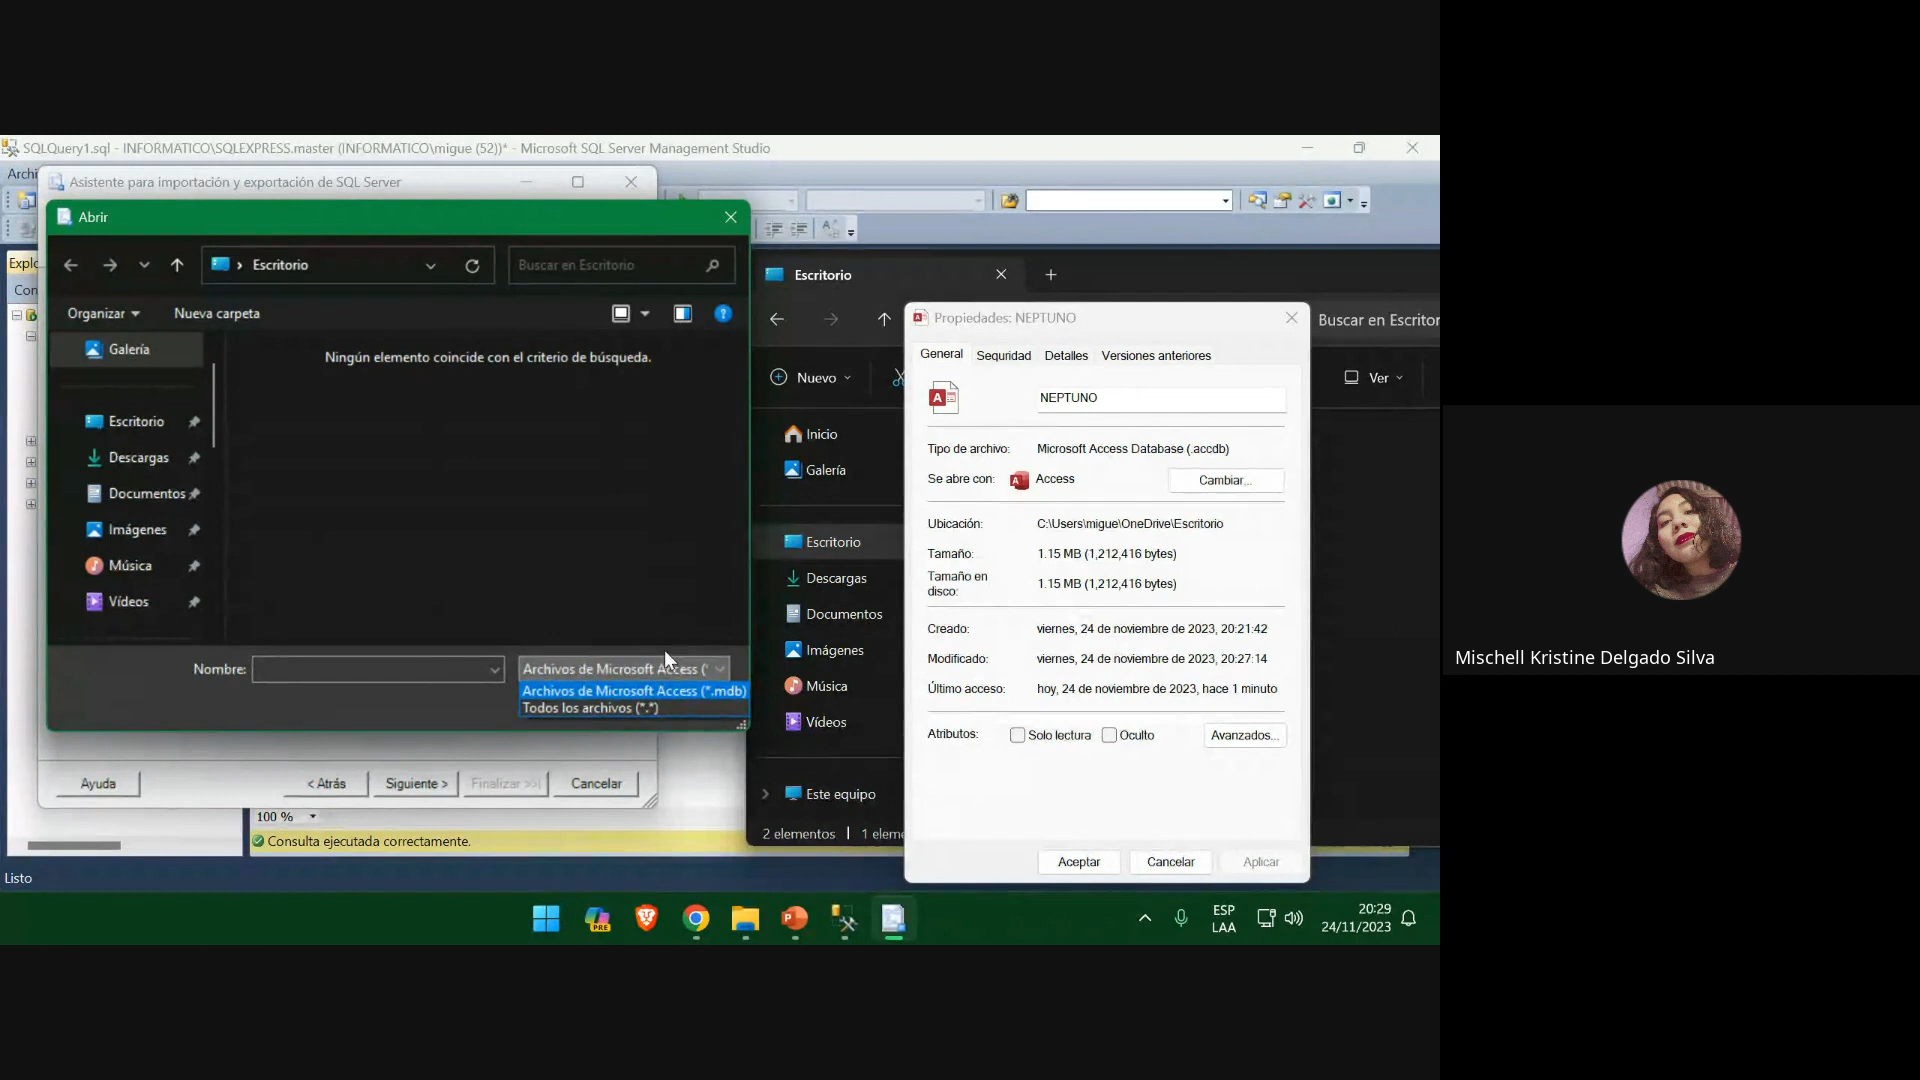 SQLQuery1.sql - INFORMATICO\SQLEXPRESS.master (INFORMATICO\migue (52))* - Microsoft SQL Server Management Studio
Archi
Asistente para importación y exportación de SQL Server
Abrir
Explo
Con
Escritorio
Buscar en Escritorio
Organizar
Nueva carpeta
Galería
Ningún elemento coincide con el criterio de búsqueda.
Escritorio
Descargas
Documentos
Imágenes
Música
Vídeos
Nombre:
Archivos de Microsoft Access (
Archivos de Microsoft Access (*.mdb)
Todos los archivos (*.*)
Ayuda
< Atrás
Siguiente >
Finalizar >>|
Cancelar
100 %
Consulta ejecutada correctamente.
Listo
Escritorio
Buscar en Escritor
Nuevo
Ver
Inicio
Galería
Escritorio
Descargas
Documentos
Imágenes
Música
Vídeos
Este equipo
2 elementos
1 eleme
Propiedades: NEPTUNO
General
Seguridad
Detalles
Versiones anteriores
NEPTUNO
Tipo de archivo: Microsoft Access Database (.accdb)
Se abre con: Access
Cambiar...
Ubicación: C:\Users\migue\OneDrive\Escritorio
Tamaño: 1.15 MB (1,212,416 bytes)
Tamaño en disco: 1.15 MB (1,212,416 bytes)
Creado: viernes, 24 de noviembre de 2023, 20:21:42
Modificado: viernes, 24 de noviembre de 2023, 20:27:14
Último acceso: hoy, 24 de noviembre de 2023, hace 1 minuto
Atributos: Solo lectura Oculto
Avanzados...
Aceptar
Cancelar
Aplicar
PRE
ESP
LAA
20:29
24/11/2023
Mischell Kristine Delgado Silva